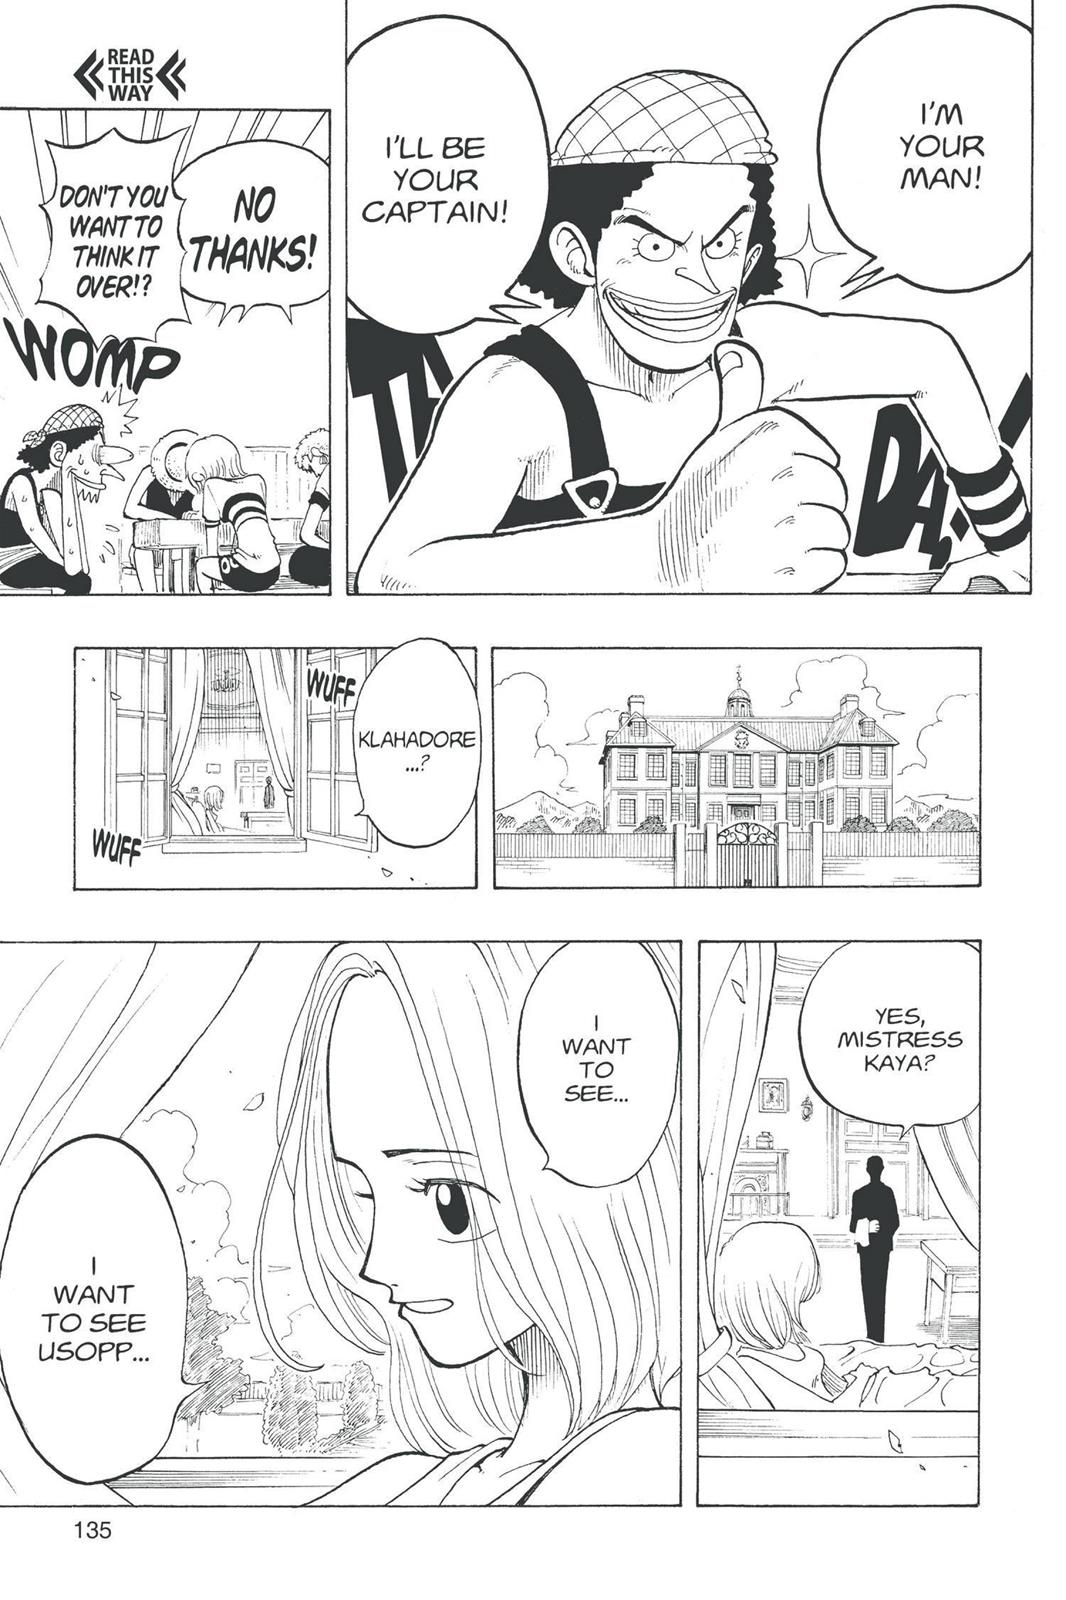 READ
THIS
WAY
I'M
YOUR
MAN!
I'LL BE
YOUR
CAPTAIN!
TA
DA!
NO
THANKS!
DON'T YOU
WANT TO
THINK IT
OVER!?
WOMP
KLAHADORE
...?
WUFF
WUFF
YES,
MISTRESS
KAYA?
I
WANT
TO
SEE...
I
WANT
TO SEE
USOPP...
135